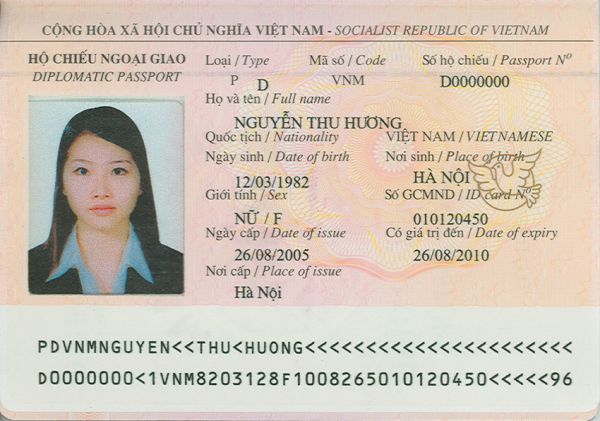 CỘNG HÒA XÃ HỘI CHỦ NGHĨA VIỆT NAM - SOCIALIST REPUBLIC OF VIETNAM
HỘ CHIẾU NGOẠI GIAO
DIPLOMATIC PASSPORT
Loại / Type Mã số / Code Số hộ chiếu / Passport Nº
P D VNM D0000000
Họ và tên / Full name
NGUYỄN THU HƯƠNG
Quốc tịch / Nationality VIỆT NAM / VIETNAMESE
Ngày sinh / Date of birth Nơi sinh / Place of birth
12/03/1982 HÀ NỘI
Giới tính / Sex Số GCMND / ID card Nº
NỮ / F 010120450
Ngày cấp / Date of issue Có giá trị đến / Date of expiry
26/08/2005 26/08/2010
Nơi cấp / Place of issue
Hà Nội
PDVNMNGUYEN<<THU<HUONG<<<<<<<<<<<<<<<<<<<<<<
D0000000<1VNM8203128F1008265010120450<<<<<96